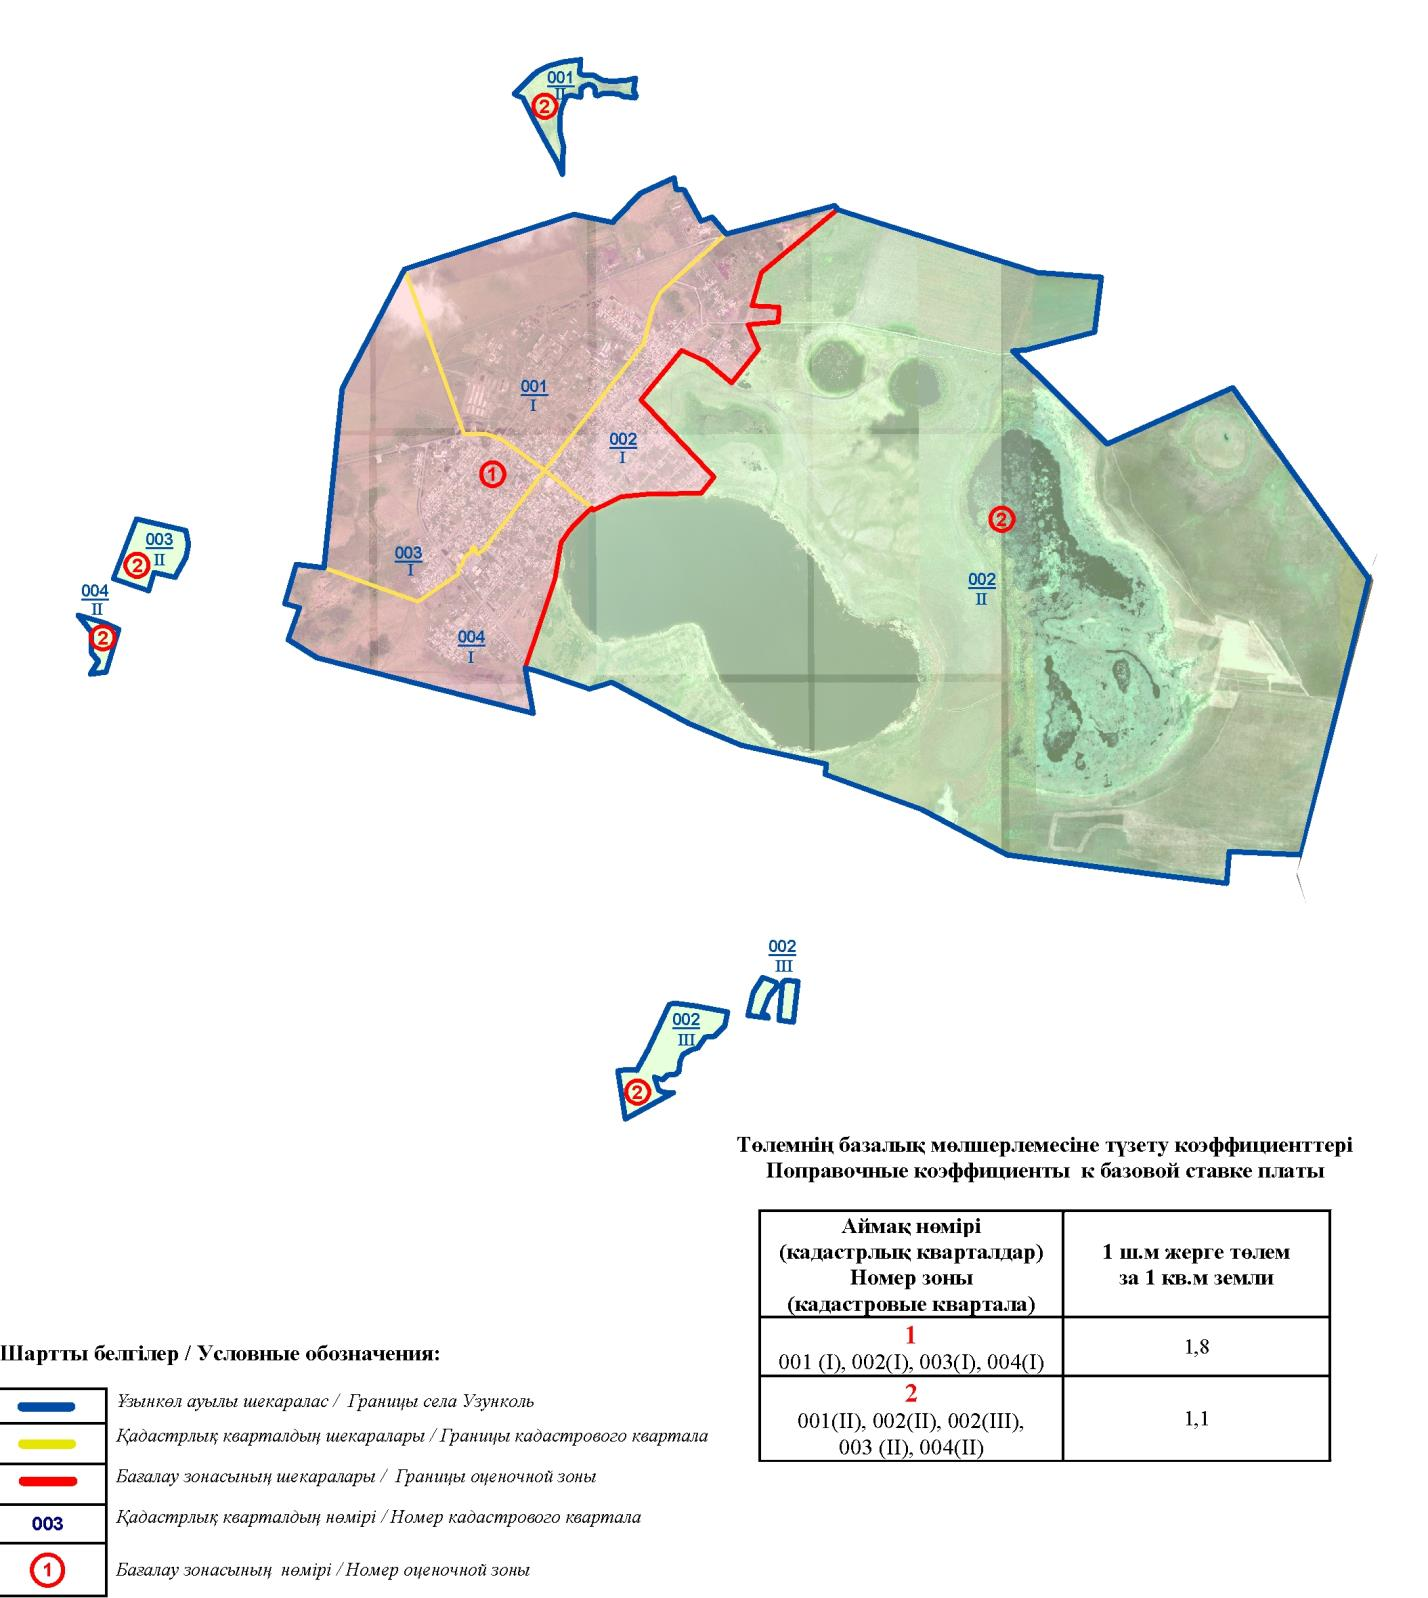 001
II
2
001
I
002
I
1
2
003
II
2
003
I
002
II
004
II
2
004
I
002
III
002
III
2
Төлемнің базалық мөлшерлемесіне түзету коэффициенттері
Поправочные коэффициенты к базовой ставке платы
Аймақ нөмірі
(кадастрлық кварталдар)
Номер зоны
(кадастровые квартала)
1 ш.м жерге төлем
за 1 кв.м земли
1
001 (I), 002(I), 003(I), 004(I)
1,8
2
001(II), 002(II), 002(III),
003 (II), 004(II)
1,1
Шартты белгілер / Условные обозначения:
Ұзынкөл ауылы шекаралас / Границы села Узунколь
Қадастрлық кварталдың шекаралары / Границы кадастрового квартала
Бағалау зонасының шекаралары / Границы оценочной зоны
003
Қадастрлық кварталдың нөмірі / Номер кадастрового квартала
1
Бағалау зонасының нөмірі / Номер оценочной зоны